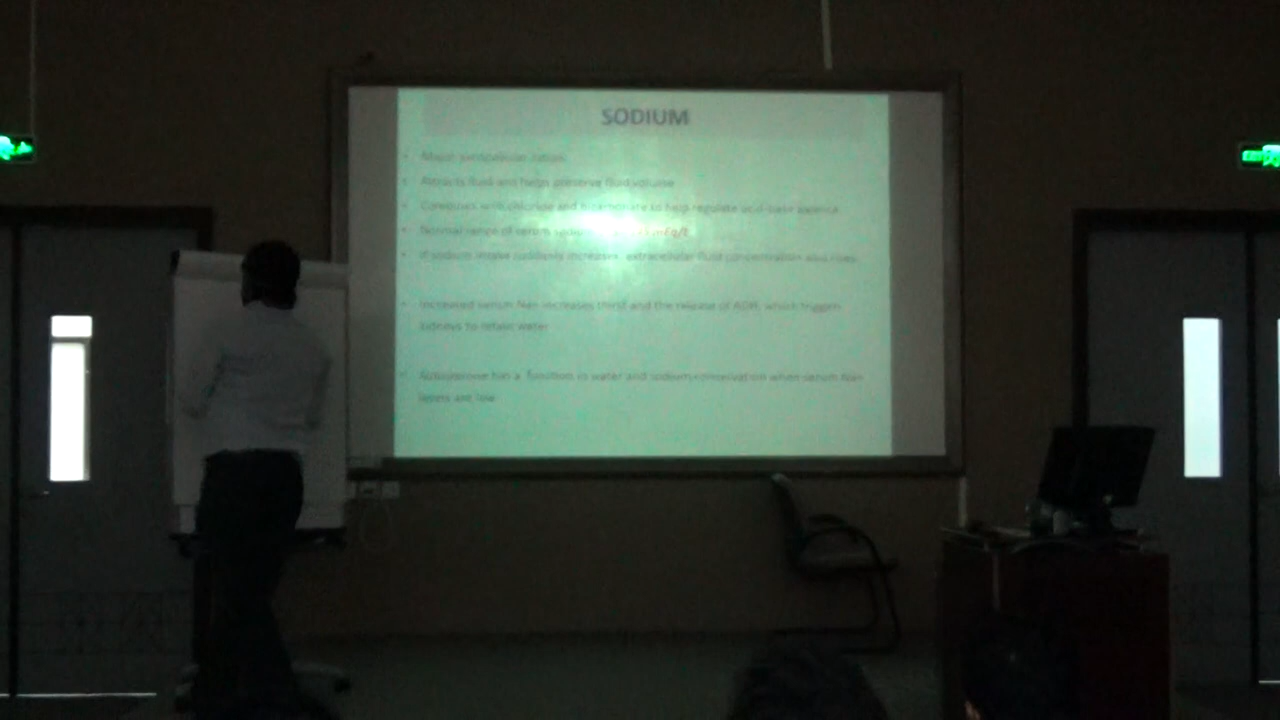 SODIUM
Attracts fluid and helps preserve fluid volume
Combines with chloride and bicarbonate to help regulate acid-base balance
Normal range of serum sodium mEq/L
If sodium intake suddenly increases, extracellular fluid concentration also rises
Increased serum Na+ increases thirst and the release of ADH, which triggers
kidneys to retain water
Aldosterone has a function in water and sodium conservation when serum Na+
levels are low